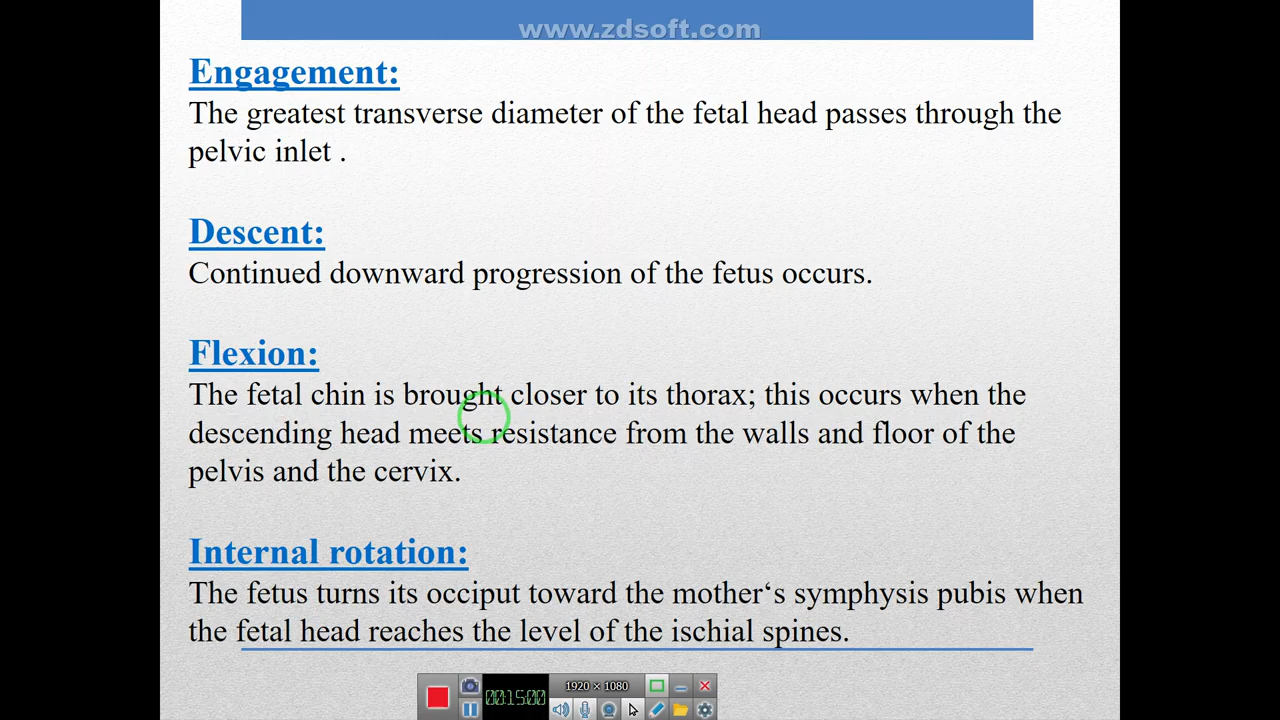 www.zdsoft.com
Engagement:
The greatest transverse diameter of the fetal head passes through the
pelvic inlet .
Descent:
Continued downward progression of the fetus occurs.
Flexion:
The fetal chin is brought closer to its thorax; this occurs when the
descending head meets resistance from the walls and floor of the
pelvis and the cervix.
Internal rotation:
The fetus turns its occiput toward the mother‘s symphysis pubis when
the fetal head reaches the level of the ischial spines.
00:15:00
1920 × 1080